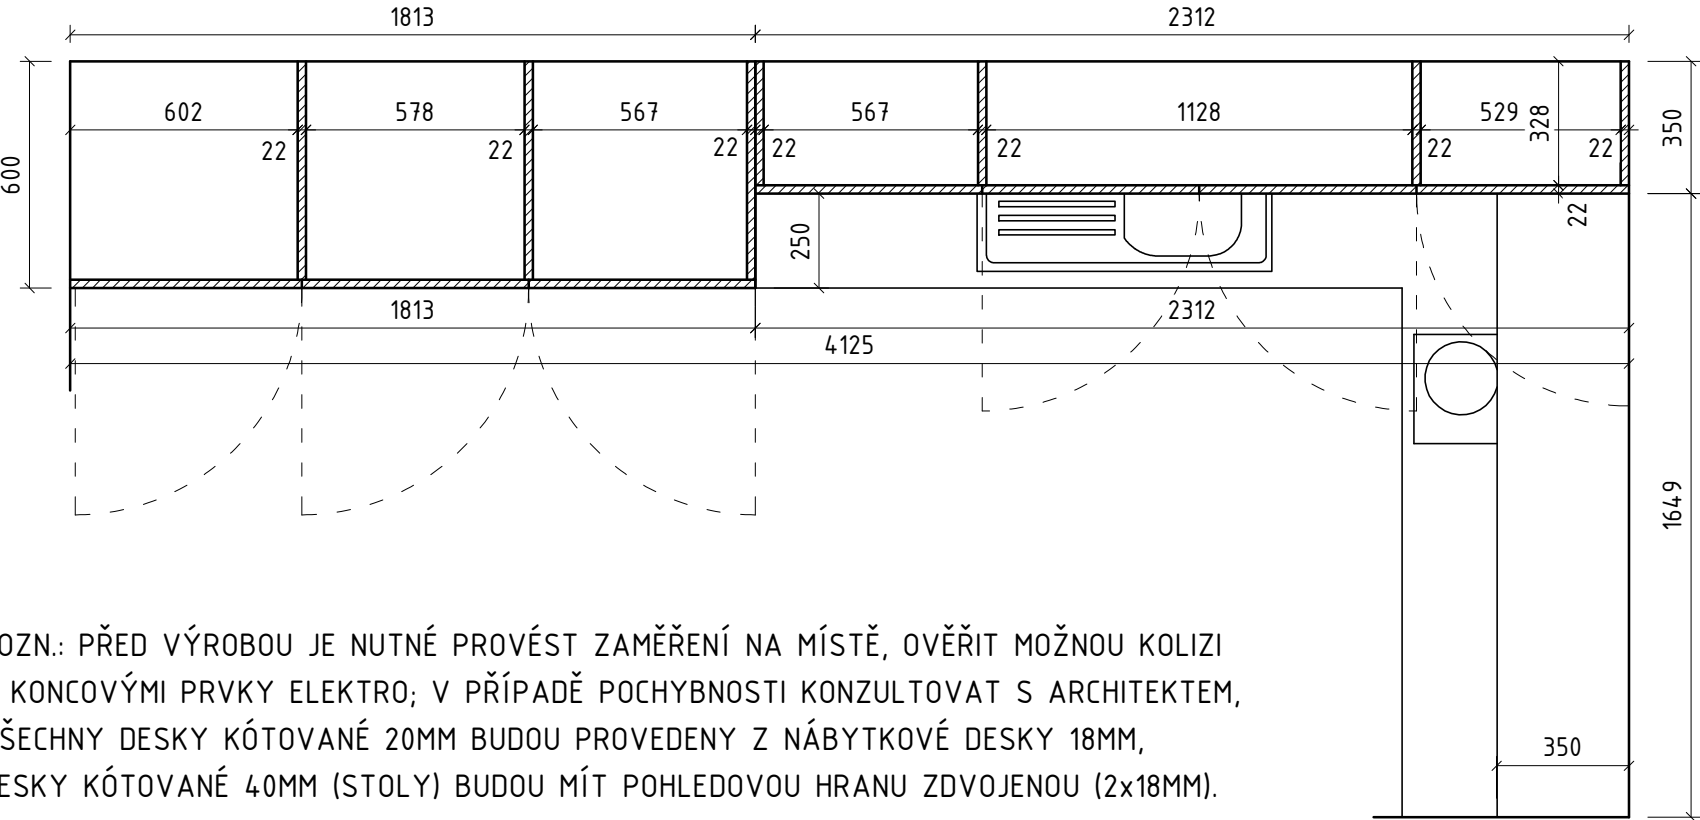 1813 2312
602 578 567 567 1128 529 328 350
22 22 22 22 22 22 22
600
22
250
1813 2312
4125
1649
OZN.: PŘED VÝROBOU JE NUTNÉ PROVÉST ZAMĚŘENÍ NA MÍSTĚ, OVĚŘIT MOŽNOU KOLIZI
KONCOVÝMI PRVKY ELEKTRO; V PŘÍPADĚ POCHYBNOSTI KONZULTOVAT S ARCHITEKTEM,
ŠECHNY DESKY KÓTOVANÉ 20MM BUDOU PROVEDENY Z NÁBYTKOVÉ DESKY 18MM,
ESKY KÓTOVANÉ 40MM (STOLY) BUDOU MÍT POHLEDOVOU HRANU ZDVOJENOU (2x18MM).
350